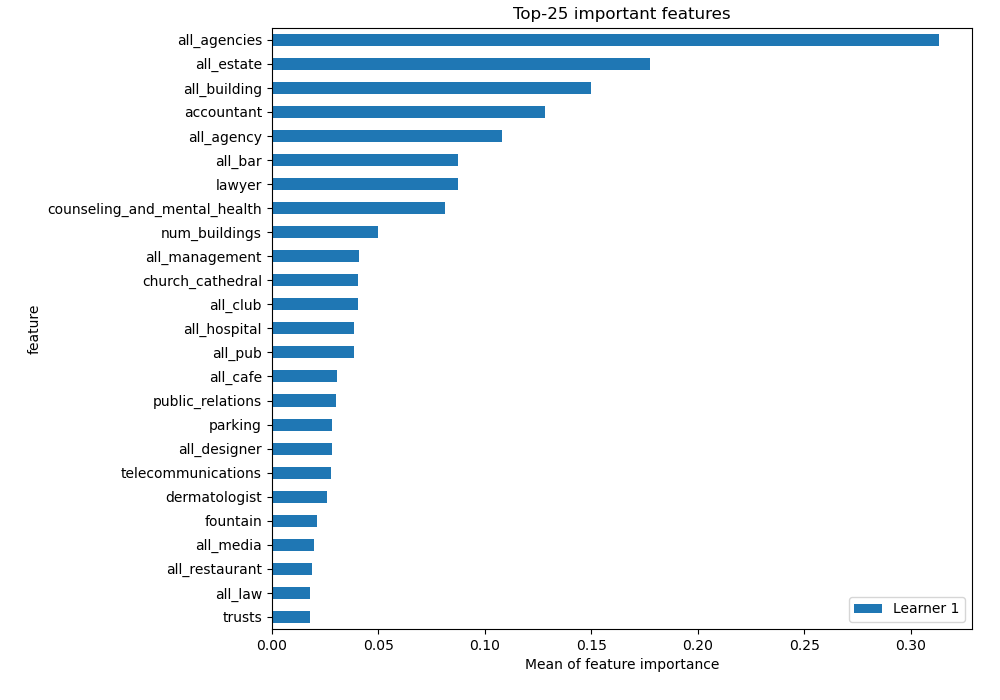 Top-25 important features
all_agencies
all_estate
all_building
accountant
all_agency
all_bar
lawyer
counseling_and_mental_health
num_buildings
all_management
church_cathedral
all_club
all_hospital
all_pub
all_cafe
public_relations
parking
all_designer
telecommunications
dermatologist
fountain
all_media
all_restaurant
all_law
trusts
feature
Learner 1
0.00 0.05 0.10 0.15 0.20 0.25 0.30
Mean of feature importance